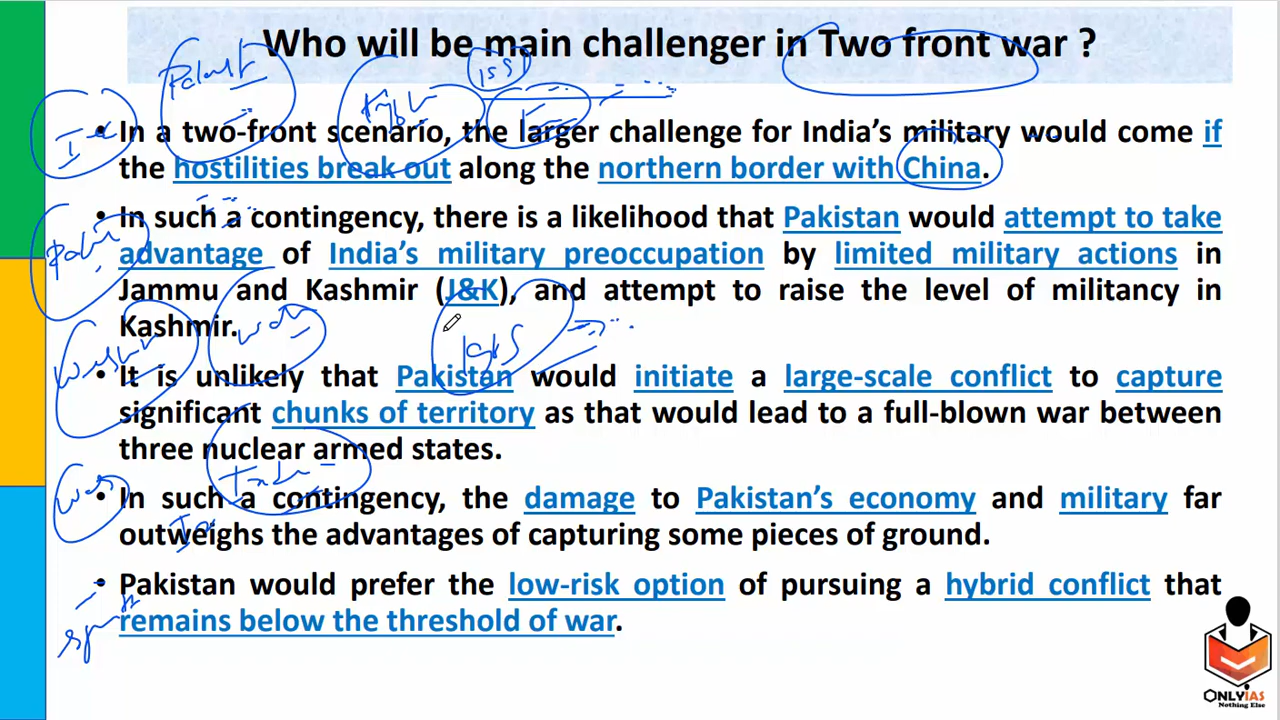 Who will be main challenger in Two front war ?
• In a two-front scenario, the larger challenge for India's military would come if
the hostilities break out along the northern border with China.
• In such a contingency, there is a likelihood that Pakistan would attempt to take
advantage of India's military preoccupation by limited military actions in
Jammu and Kashmir (J&K), and attempt to raise the level of militancy in
Kashmir.
• It is unlikely that Pakistan would initiate a large-scale conflict to capture
significant chunks of territory as that would lead to a full-blown war between
three nuclear armed states.
• In such a contingency, the damage to Pakistan's economy and military far
outweighs the advantages of capturing some pieces of ground.
• Pakistan would prefer the low-risk option of pursuing a hybrid conflict that
remains below the threshold of war.
ONLYIAS
Nothing Else